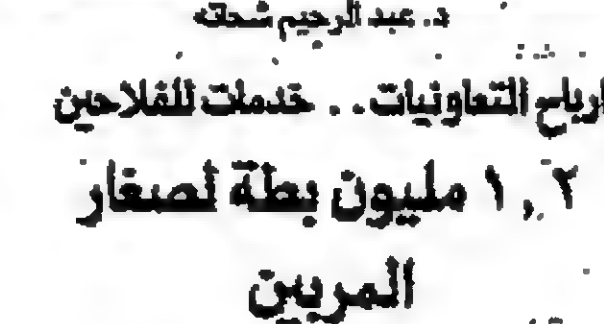 د. عبد الرحيم شحاته
ارباح التعاونيات . . خدمات للفلاحين
١,٢ مليون بطة لصغار
المربين